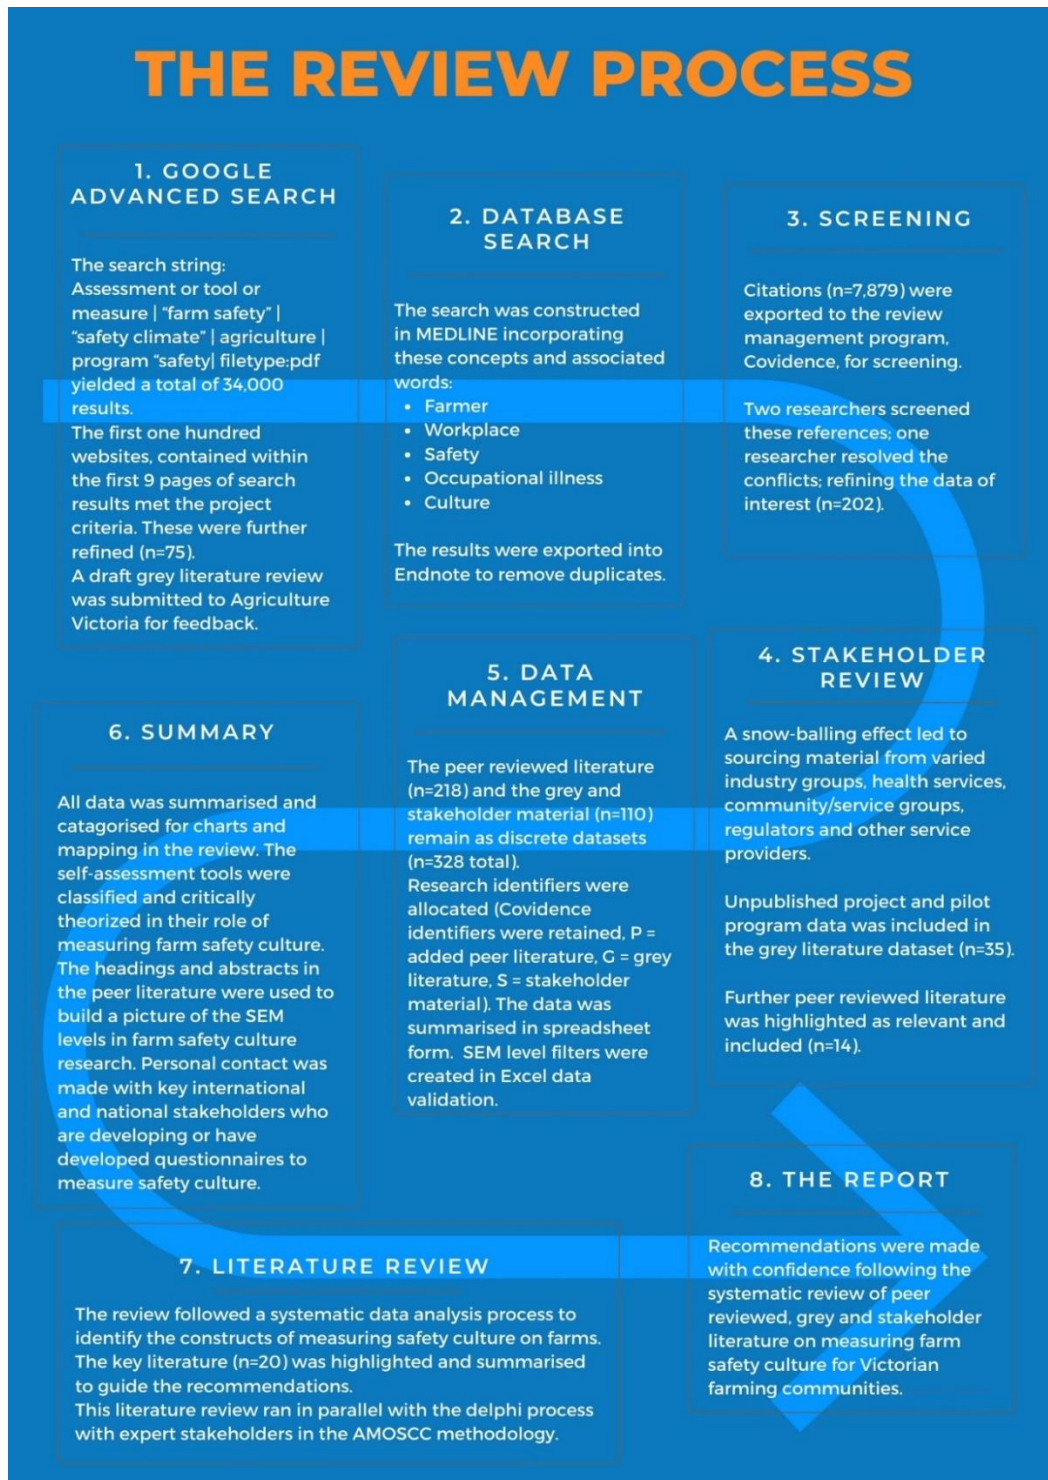 THE REVIEW PROCESS
1. GOOGLE
ADVANCED SEARCH
The search string:
Assessment or tool or
measure | "farm safety" |
"safety climate" | agriculture |
program "safety| filetype:pdf
yielded a total of 34,000
results.
The first one hundred
websites, contained within
the first 9 pages of search
results met the project
criteria. These were further
refined (n=75).
A draft grey literature review
was submitted to Agriculture
Victoria for feedback.
2. DATABASE
SEARCH
The search was constructed
in MEDLINE incorporating
these concepts and associated
words:
• Farmer
• Workplace
• Safety
• Occupational illness
• Culture
The results were exported into
Endnote to remove duplicates.
3. SCREENING
Citations (n=7,879) were
exported to the review
management program,
Covidence, for screening.
Two researchers screened
these references; one
researcher resolved the
conflicts; refining the data of
interest (n=202).
4. STAKEHOLDER
REVIEW
A snow-balling effect led to
sourcing material from varied
industry groups, health services,
community/service groups,
regulators and other service
providers.
Unpublished project and pilot
program data was included in
the grey literature dataset (n=35).
Further peer reviewed literature
was highlighted as relevant and
included (n=14).
5. DATA
MANAGEMENT
The peer reviewed literature
(n=218) and the grey and
stakeholder material (n=110)
remain as discrete datasets
(n=328 total).
Research identifiers were
allocated (Covidence
identifiers were retained, P =
added peer literature, G = grey
literature, S = stakeholder
material). The data was
summarised in spreadsheet
form. SEM level filters were
created in Excel data
validation.
6. SUMMARY
All data was summarised and
catagorised for charts and
mapping in the review. The
self-assessment tools were
classified and critically
theorized in their role of
measuring farm safety culture.
The headings and abstracts in
the peer literature were used to
build a picture of the SEM
levels in farm safety culture
research. Personal contact was
made with key international
and national stakeholders who
are developing or have
developed questionnaires to
measure safety culture.
7. LITERATURE REVIEW
The review followed a systematic data analysis process to
identify the constructs of measuring safety culture on farms.
The key literature (n=20) was highlighted and summarised
to guide the recommendations.
This literature review ran in parallel with the delphi process
with expert stakeholders in the AMOSCC methodology.
8. THE REPORT
Recommendations were made
with confidence following the
systematic review of peer
reviewed, grey and stakeholder
literature on measuring farm
safety culture for Victorian
farming communities.